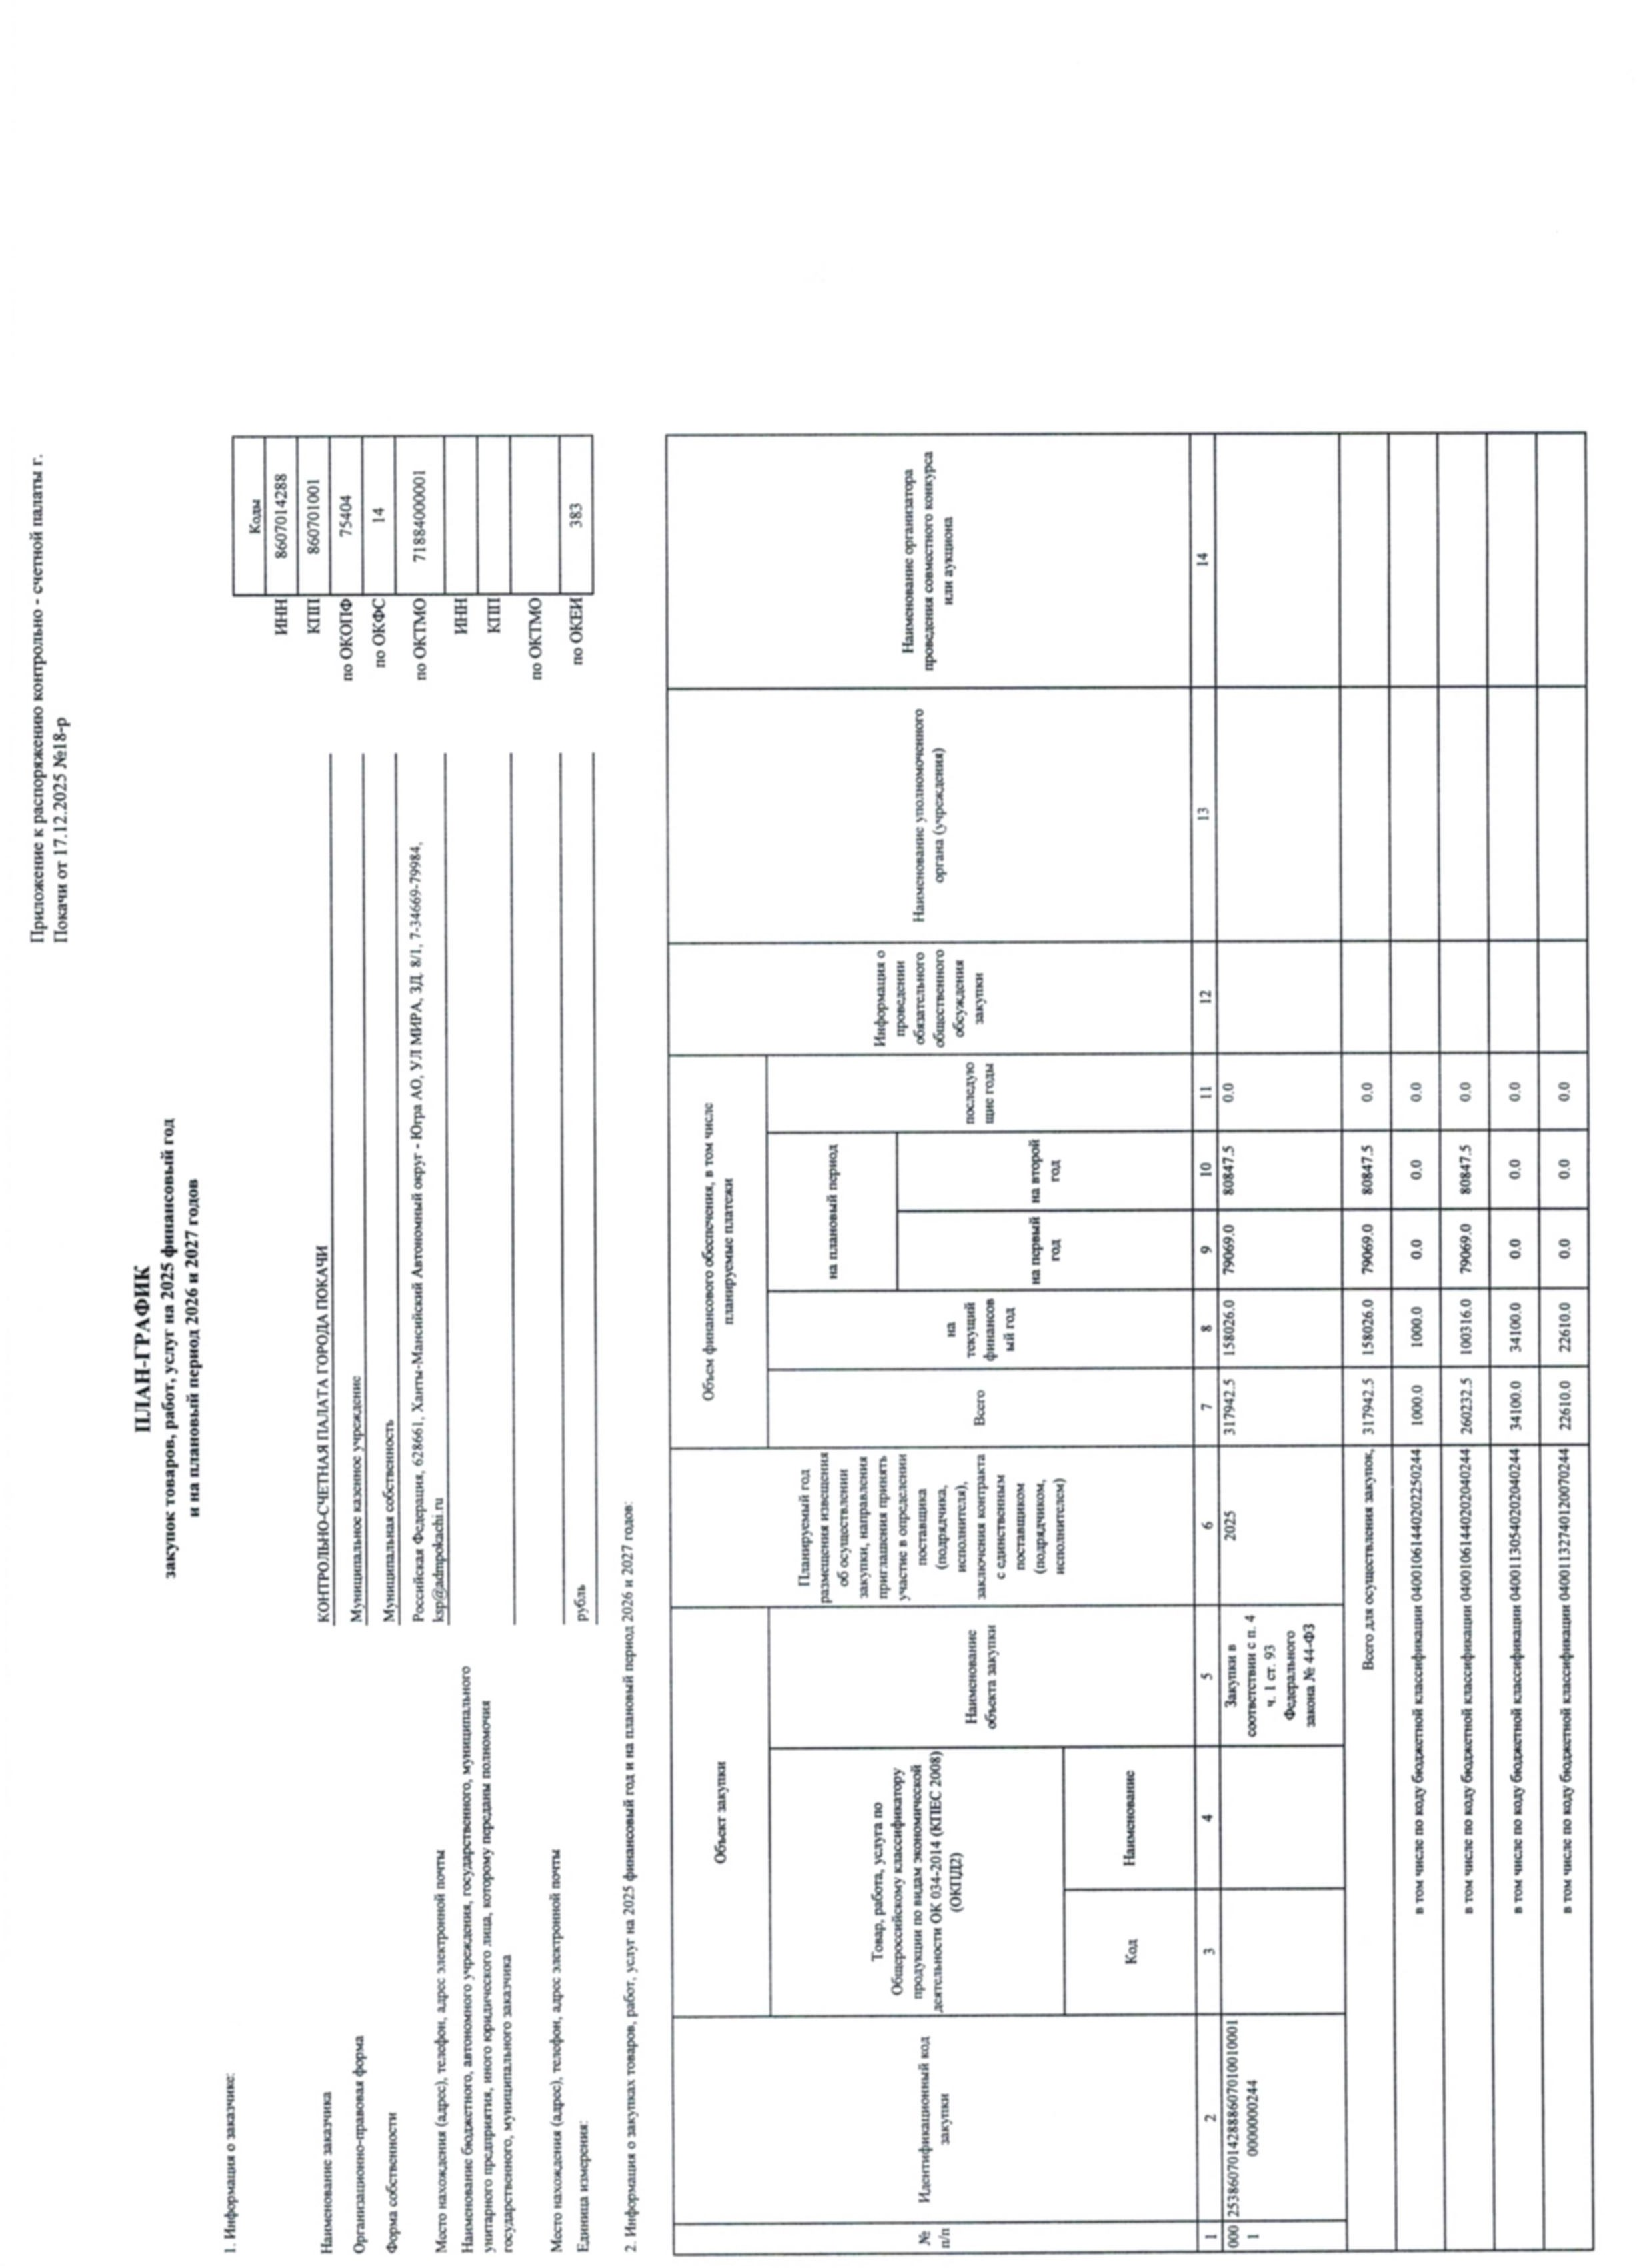 Приложение к распоряжению контрольно - счетной палаты г.
Покачи от 17.12.2025 №18-р
ПЛАН-ГРАФИК
закупок товаров, работ, услуг на 2025 финансовый год
и на плановый период 2026 и 2027 годов
1. Информация о заказчике:
Коды
Наименование заказчика
КОНТРОЛЬНО-СЧЕТНАЯ ПАЛАТА ГОРОДА ПОКАЧИ
ИНН 8607014288
КПП 860701001
Организационно-правовая форма
Муниципальное казенное учреждение
по ОКОПФ 75404
Форма собственности
Муниципальная собственность
по ОКФС 14
Место нахождения (адрес), телефон, адрес электронной почты
Российская Федерация, 628661, Ханты-Мансийский Автономный округ - Югра АО, УЛ МИРА, ЗД. 8/1, 7-34669-79984,
ksp@admpokachi.ru
по ОКТМО 71884000001
Наименование бюджетного, автономного учреждения, государственного, муниципального
унитарного предприятия, иного юридического лица, которому переданы полномочия
государственного, муниципального заказчика
ИНН
КПП
Место нахождения (адрес), телефон, адрес электронной почты
по ОКТМО
Единица измерения:
рубль
по ОКЕИ 383
2. Информация о закупках товаров, работ, услуг на 2025 финансовый год и на плановый период 2026 и 2027 годов:
№
п/п
Идентификационный код
закупки
Объект закупки
Товар, работа, услуга по
Общероссийскому классификатору
продукции по видам экономической
деятельности ОК 034-2014 (КПЕС 2008)
(ОКПД2)
Код
Наименование
Наименование
объекта закупки
Планируемый год
размещения извещения
об осуществлении
закупки, направления
приглашения принять
участие в определении
поставщика
(подрядчика,
исполнителя),
заключения контракта
с единственным
поставщиком
(подрядчиком,
исполнителем)
Объем финансового обеспечения, в том числе
планируемые платежи
Всего
на
текущий
финансов
ый год
на плановый период
на первый
год
на второй
год
последую
щие годы
Информация о
проведении
обязательного
общественного
обсуждения
закупки
Наименование уполномоченного
органа (учреждения)
Наименование организатора
проведения совместного конкурса
или аукциона
1 2 3 4 5 6 7 8 9 10 11 12 13 14
000
1
253860701428886070100100010
0000000244
Закупки в
соответствии с п. 4
ч. 1 ст. 93
Федерального
закона № 44-ФЗ
2025 317942.5 158026.0 79069.0 80847.5 0.0
Всего для осуществления закупок, 317942.5 158026.0 79069.0 80847.5 0.0
в том числе по коду бюджетной классификации 04001061440202250244 1000.0 1000.0 0.0 0.0 0.0
в том числе по коду бюджетной классификации 04001061440202040244 260232.5 100316.0 79069.0 80847.5 0.0
в том числе по коду бюджетной классификации 04001130540202040244 34100.0 34100.0 0.0 0.0 0.0
в том числе по коду бюджетной классификации 04001132740120070244 22610.0 22610.0 0.0 0.0 0.0